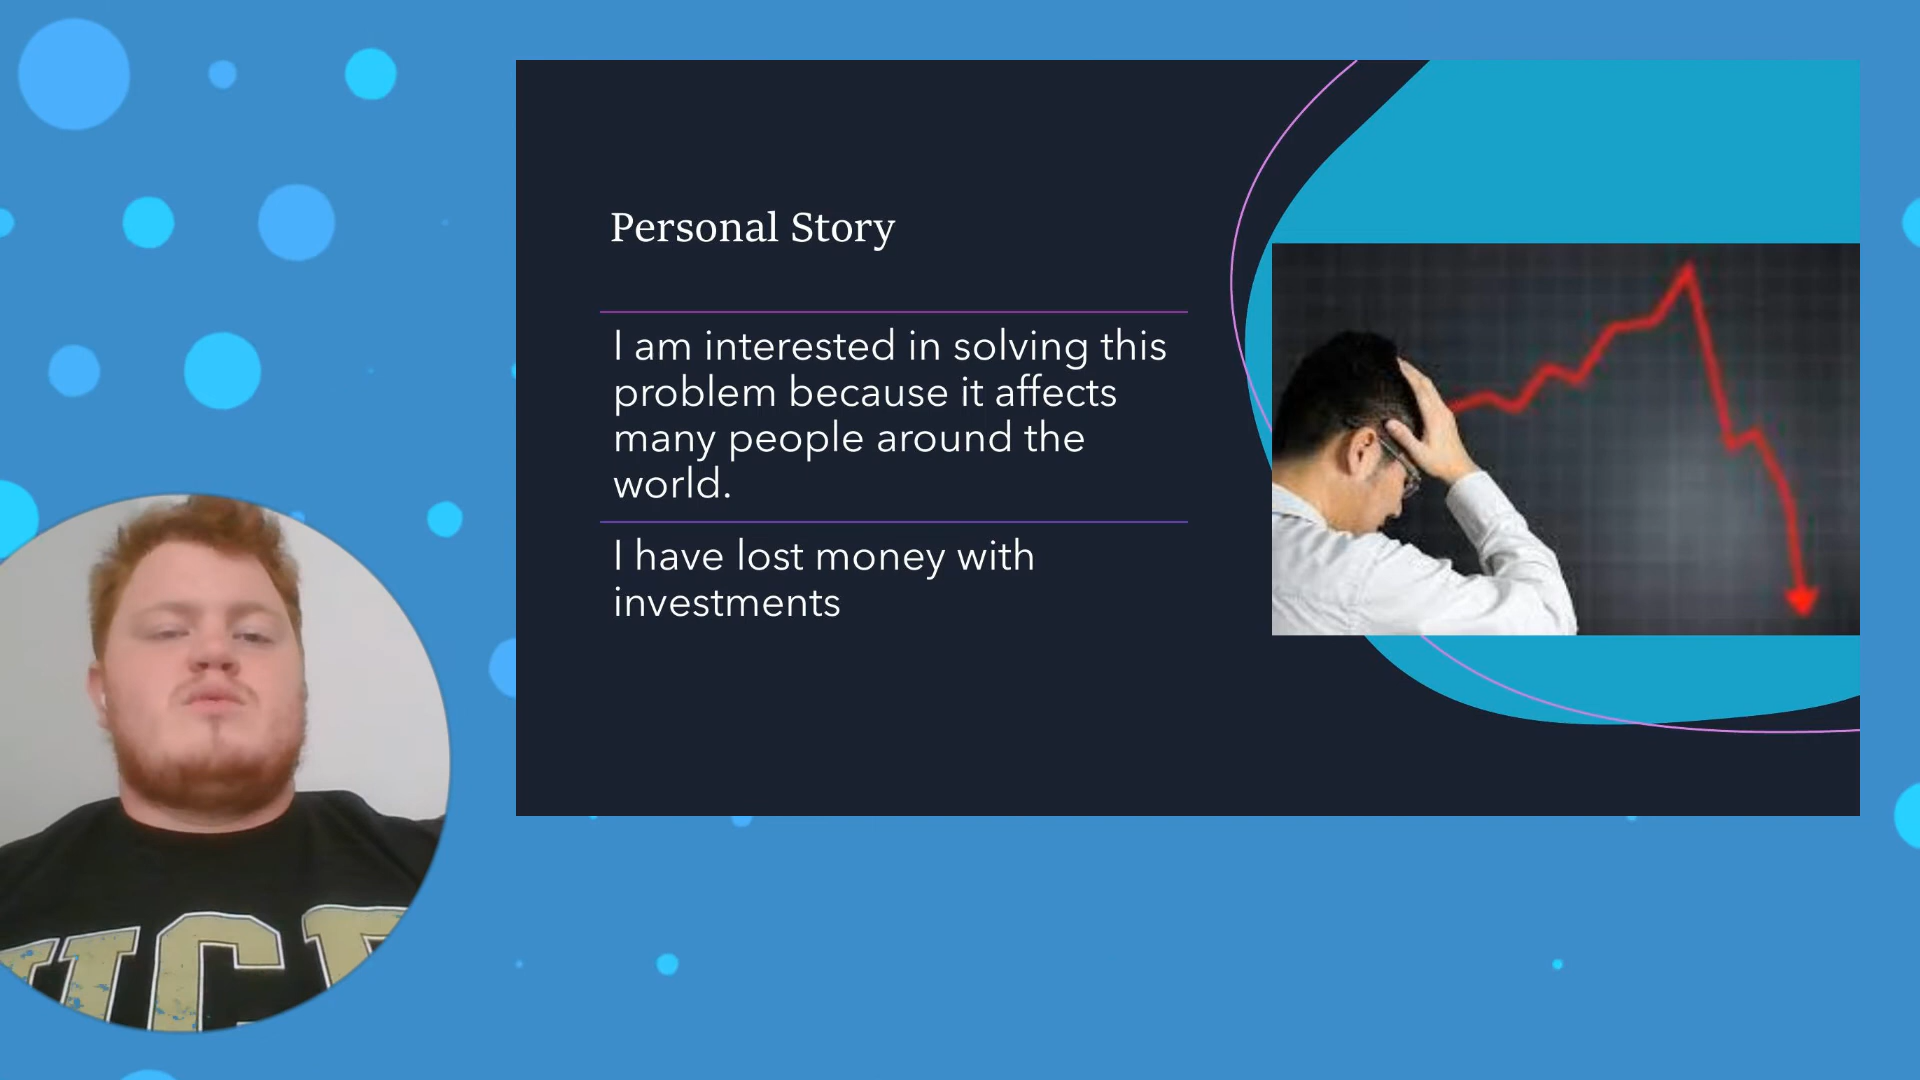 Personal Story
I am interested in solving this
problem because it affects
many people around the
world.
I have lost money with
investments
UCF